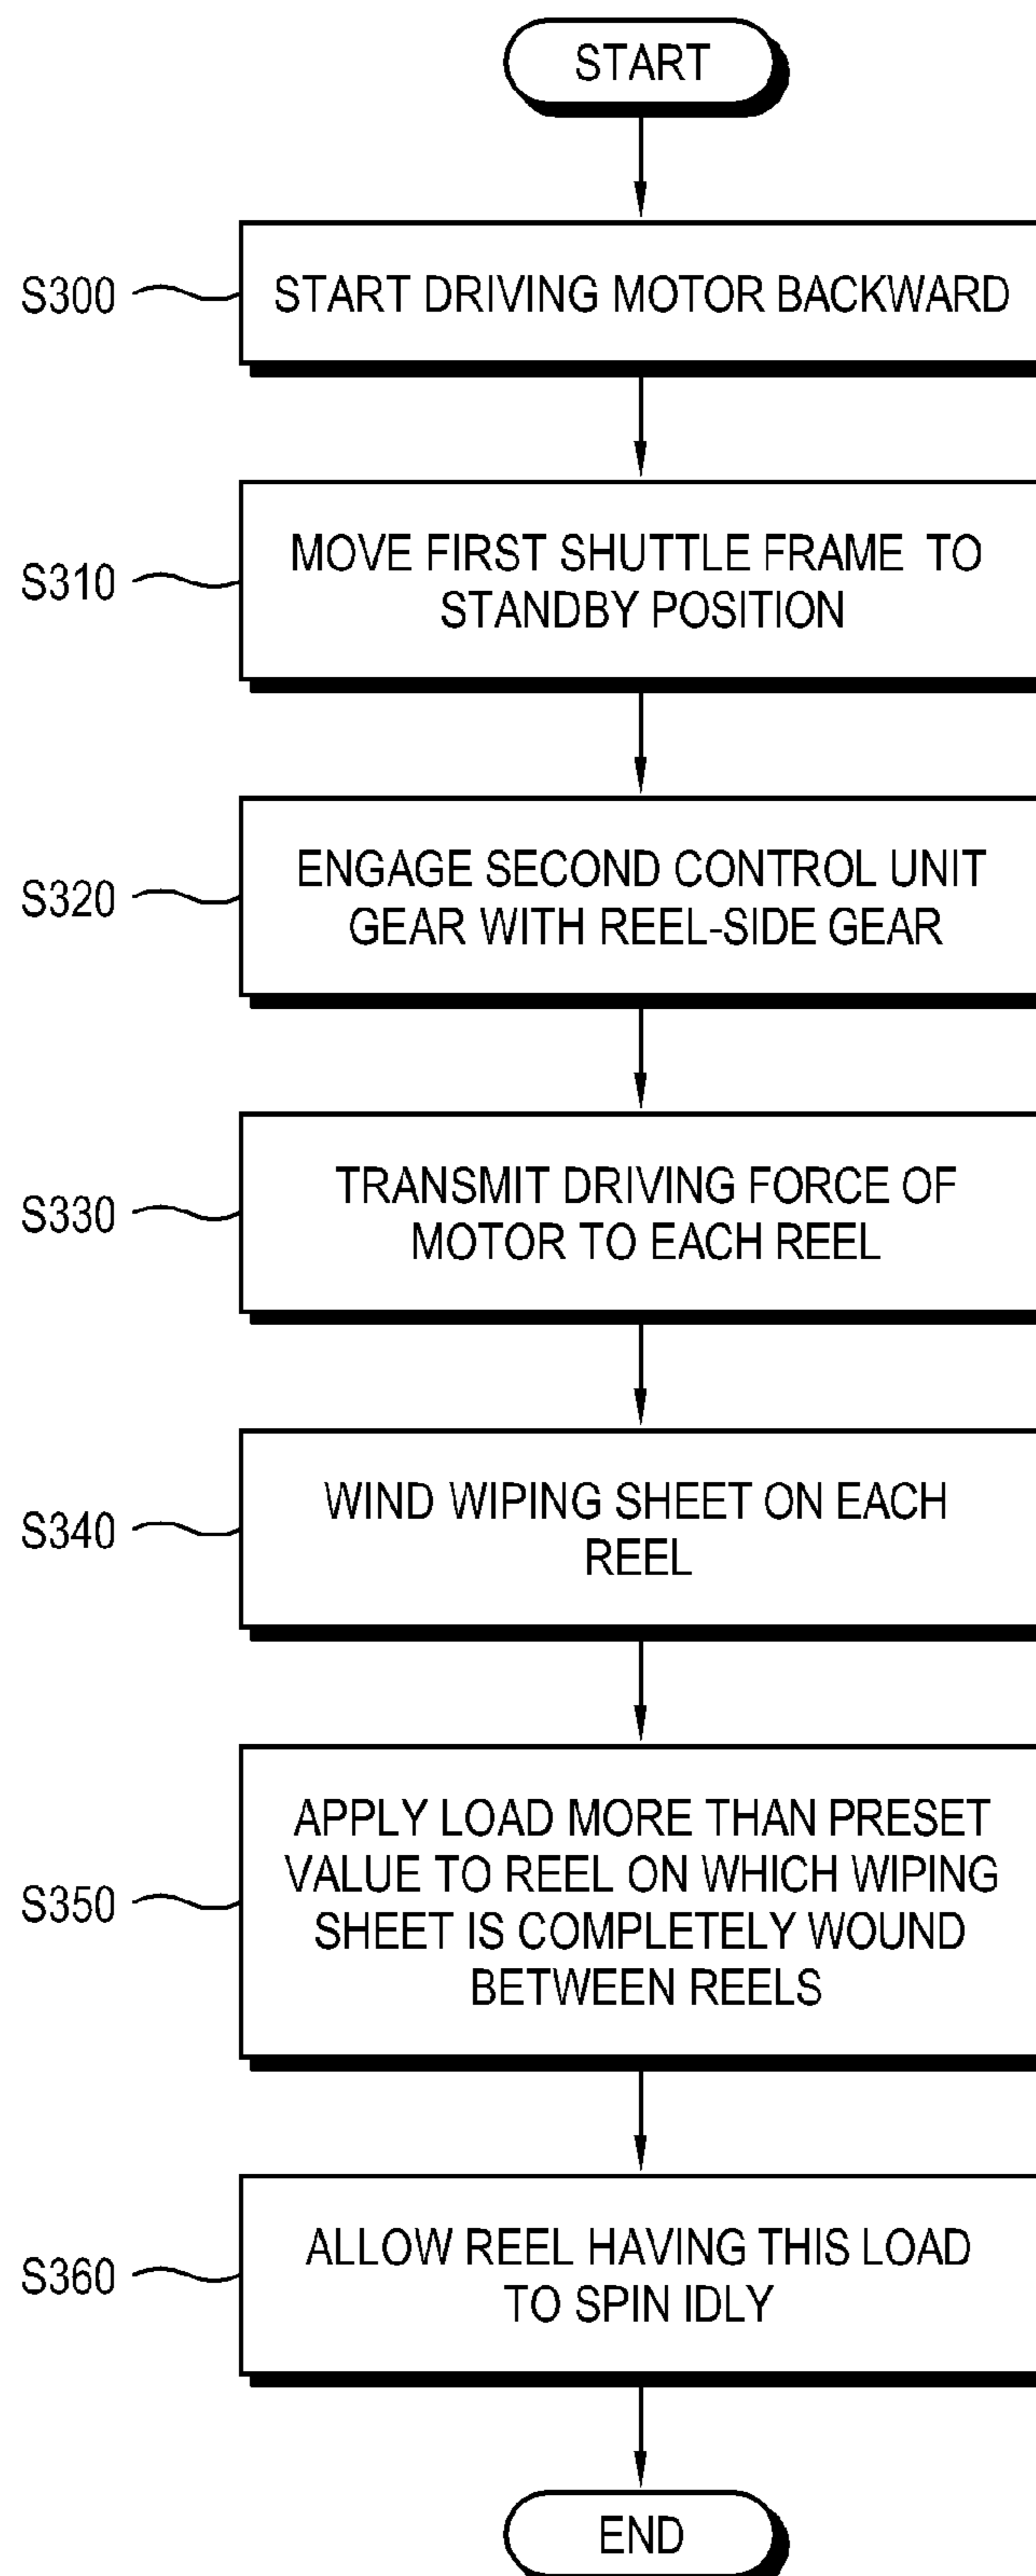 START
S300
START DRIVING MOTOR BACKWARD
S310
MOVE FIRST SHUTTLE FRAME TO
STANDBY POSITION
S320
ENGAGE SECOND CONTROL UNIT
GEAR WITH REEL-SIDE GEAR
S330
TRANSMIT DRIVING FORCE OF
MOTOR TO EACH REEL
S340
WIND WIPING SHEET ON EACH
REEL
S350
APPLY LOAD MORE THAN PRESET
VALUE TO REEL ON WHICH WIPING
SHEET IS COMPLETELY WOUND
BETWEEN REELS
S360
ALLOW REEL HAVING THIS LOAD
TO SPIN IDLY
END